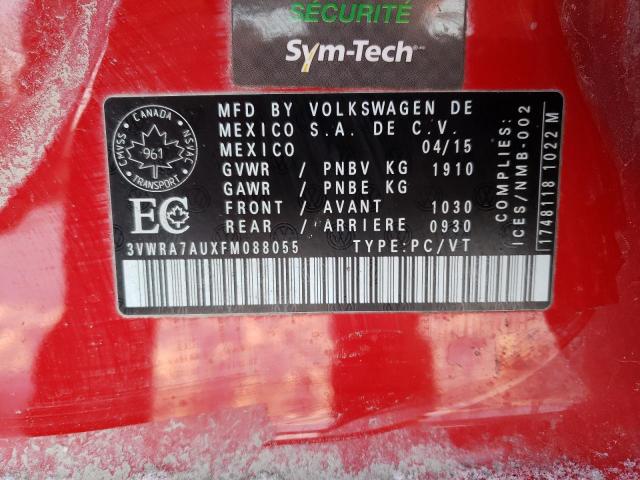 SÉCURITÉ
Sym-Tech
CANADA
CMVSS
NSVAC
961
TRANSPORT
EC
MFD BY VOLKSWAGEN DE
MEXICO S.A. DE C.V.
MEXICO 04/15
GVWR / PNBV KG 1910
GAWR / PNBE KG
FRONT / AVANT 1030
REAR / ARRIERE 0930
3VWRA7AUXFM088055 TYPE:PC/VT
COMPLIES:
ICES/NMB-002
1748118 1022 M